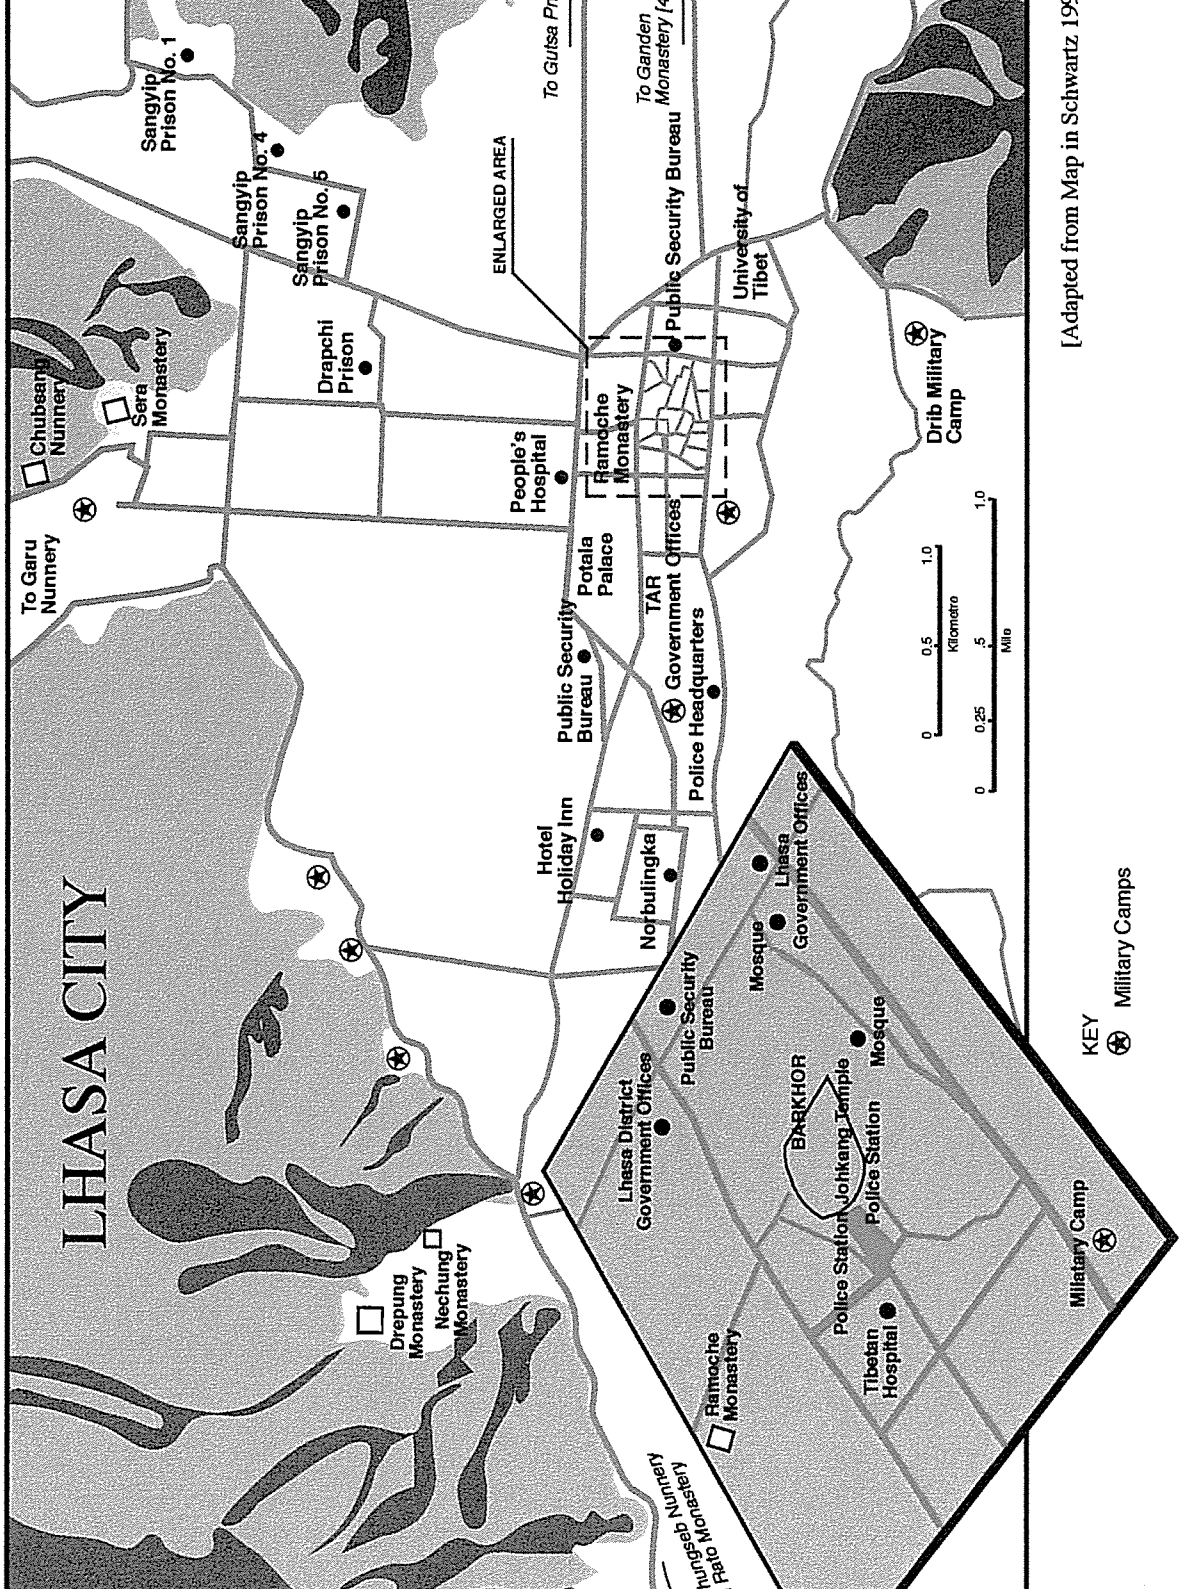 LHASA CITY
To Garu
Nunnery
Chubsang
Nunnery
Sera
Monastery
Sangyip
Prison No. 1
Sangyip
Prison No. 4
Sangyip
Prison No. 5
Drapchi
Prison
People's
Hospital
ENLARGED AREA
To Gutsa
To Ganden
Monastery
Public Security Bureau
University of
Tibet
Ramoche
Monastery
Potala
Palace
TAR
Government Offices
Public Security
Bureau
Police Headquarters
Hotel
Holiday Inn
Norbulingka
Drib Military
Camp
Drepung
Monastery
Nechung
Monastery
hungseb Nunnery
Rato Monastery
Ramoche
Monastery
Lhasa District
Government Offices
Public Security
Bureau
Mosque
Lhasa
Government Offices
Mosque
BARKHOR
Johkang Temple
Police Station
Police Station
Tibetan
Hospital
Milatary Camp
0 0.5 1.0
Kilometre
0 0.25 .5 1.0
Mile
KEY
Military Camps
[Adapted from Map in Schwartz